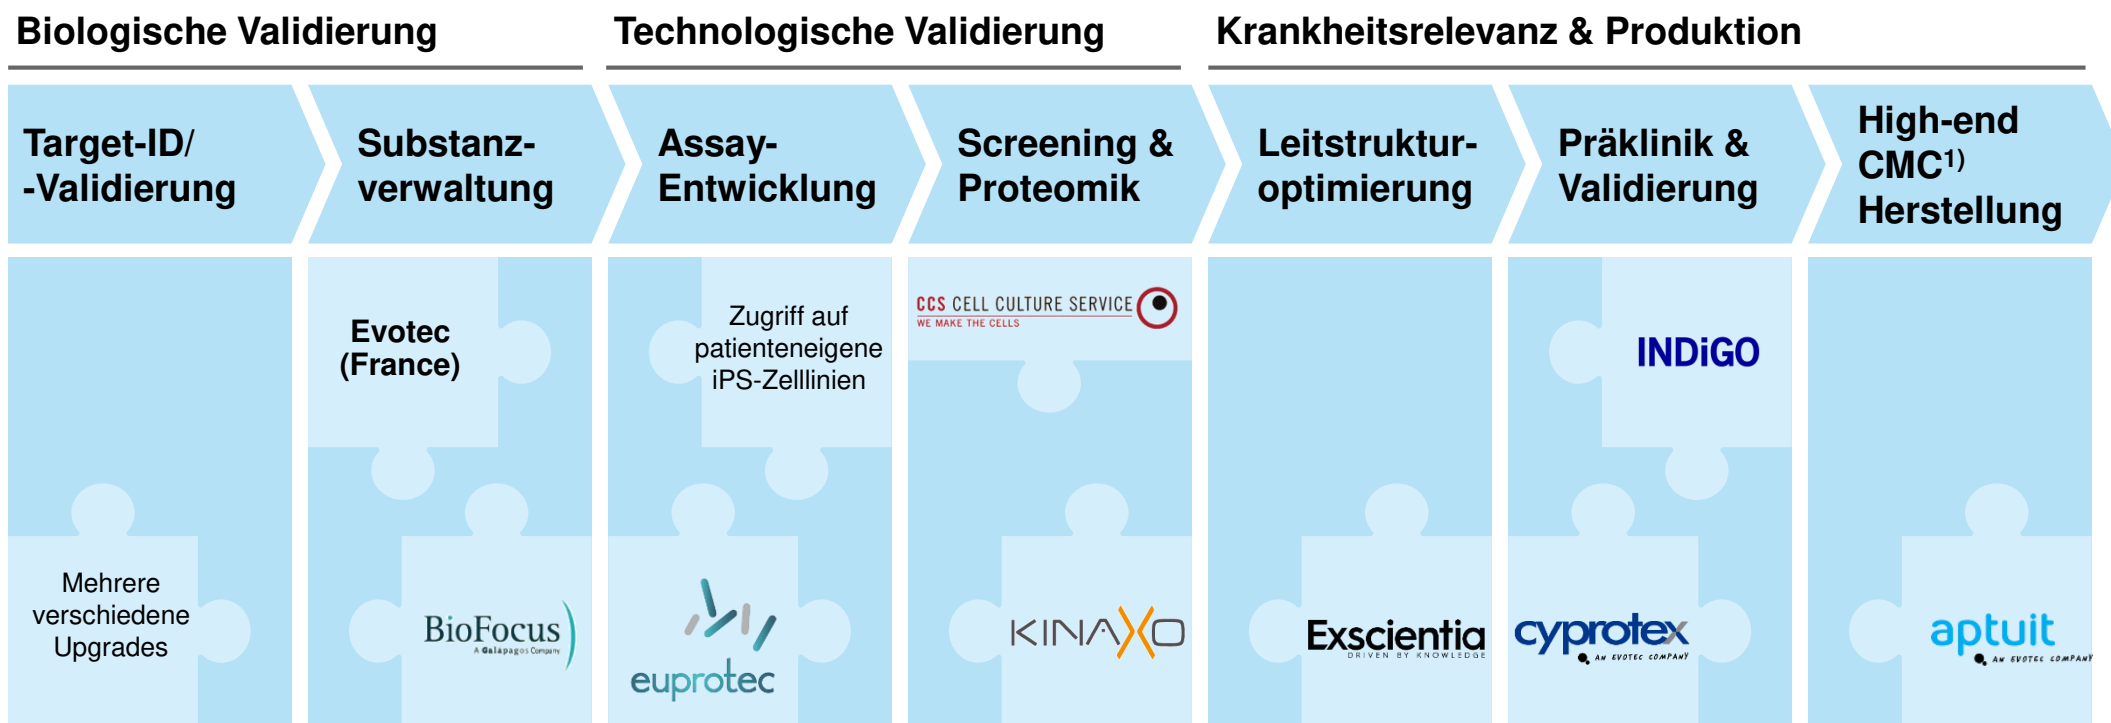 Biologische Validierung
Technologische Validierung
Krankheitsrelevanz & Produktion
Target-ID/
-Validierung
Substanz-
verwaltung
Assay-
Entwicklung
Screening &
Proteomik
Leitstruktur-
optimierung
Präklinik &
Validierung
High-end
CMC¹⁾
Herstellung
Mehrere
verschiedene
Upgrades
Evotec
(France)
BioFocus
A Galápagos Company
Zugriff auf
patienteneigene
iPS-Zelllinien
euprotec
CCS CELL CULTURE SERVICE
WE MAKE THE CELLS
KINAXO
Exscientia
DRIVEN BY KNOWLEDGE
INDiGO
cyprotex
AN EVOTEC COMPANY
aptuit
AN EVOTEC COMPANY